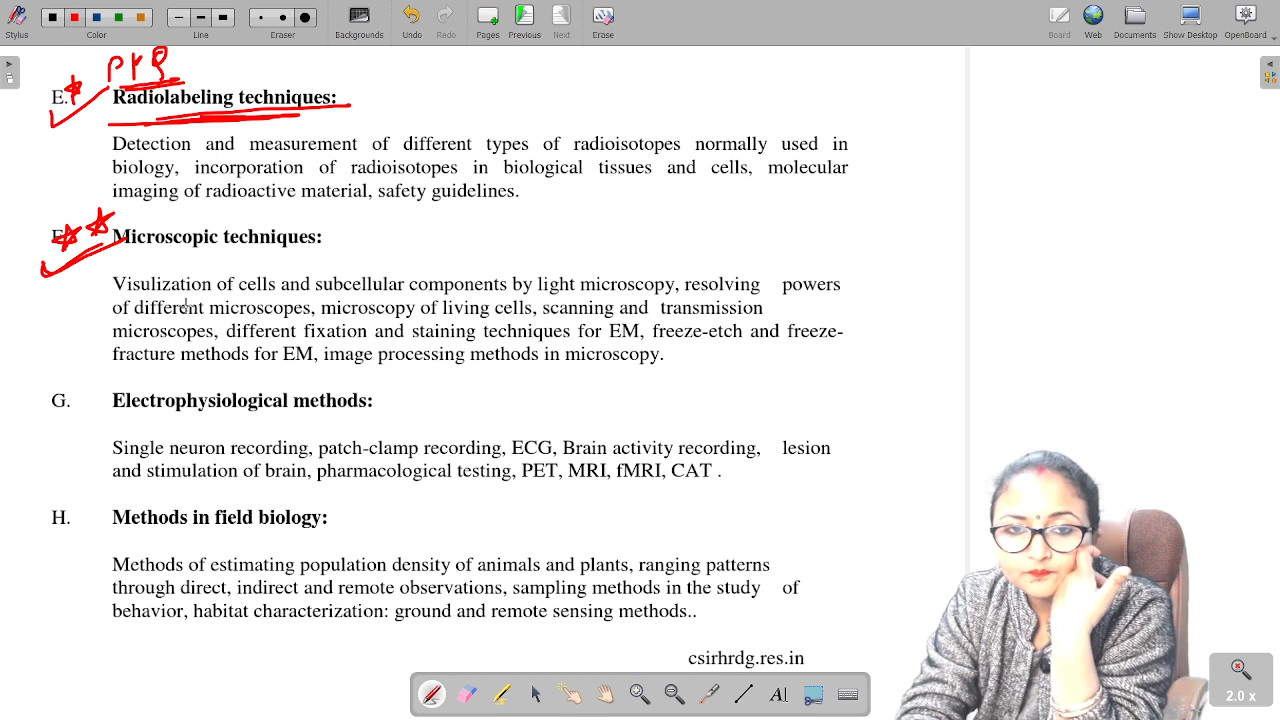 Stylus
Color
Line
Eraser
Backgrounds
Undo
Redo
Pages
Previous
Next
Erase
Board
Web
Documents
Show Desktop
OpenBoard
PYQ
E. Radiolabeling techniques:
Detection and measurement of different types of radioisotopes normally used in
biology, incorporation of radioisotopes in biological tissues and cells, molecular
imaging of radioactive material, safety guidelines.
Microscopic techniques:
Visulization of cells and subcellular components by light microscopy, resolving powers
of different microscopes, microscopy of living cells, scanning and transmission
microscopes, different fixation and staining techniques for EM, freeze-etch and freeze-
fracture methods for EM, image processing methods in microscopy.
G. Electrophysiological methods:
Single neuron recording, patch-clamp recording, ECG, Brain activity recording, lesion
and stimulation of brain, pharmacological testing, PET, MRI, fMRI, CAT .
H. Methods in field biology:
Methods of estimating population density of animals and plants, ranging patterns
through direct, indirect and remote observations, sampling methods in the study of
behavior, habitat characterization: ground and remote sensing methods..
csirhrdg.res.in
2.0 x